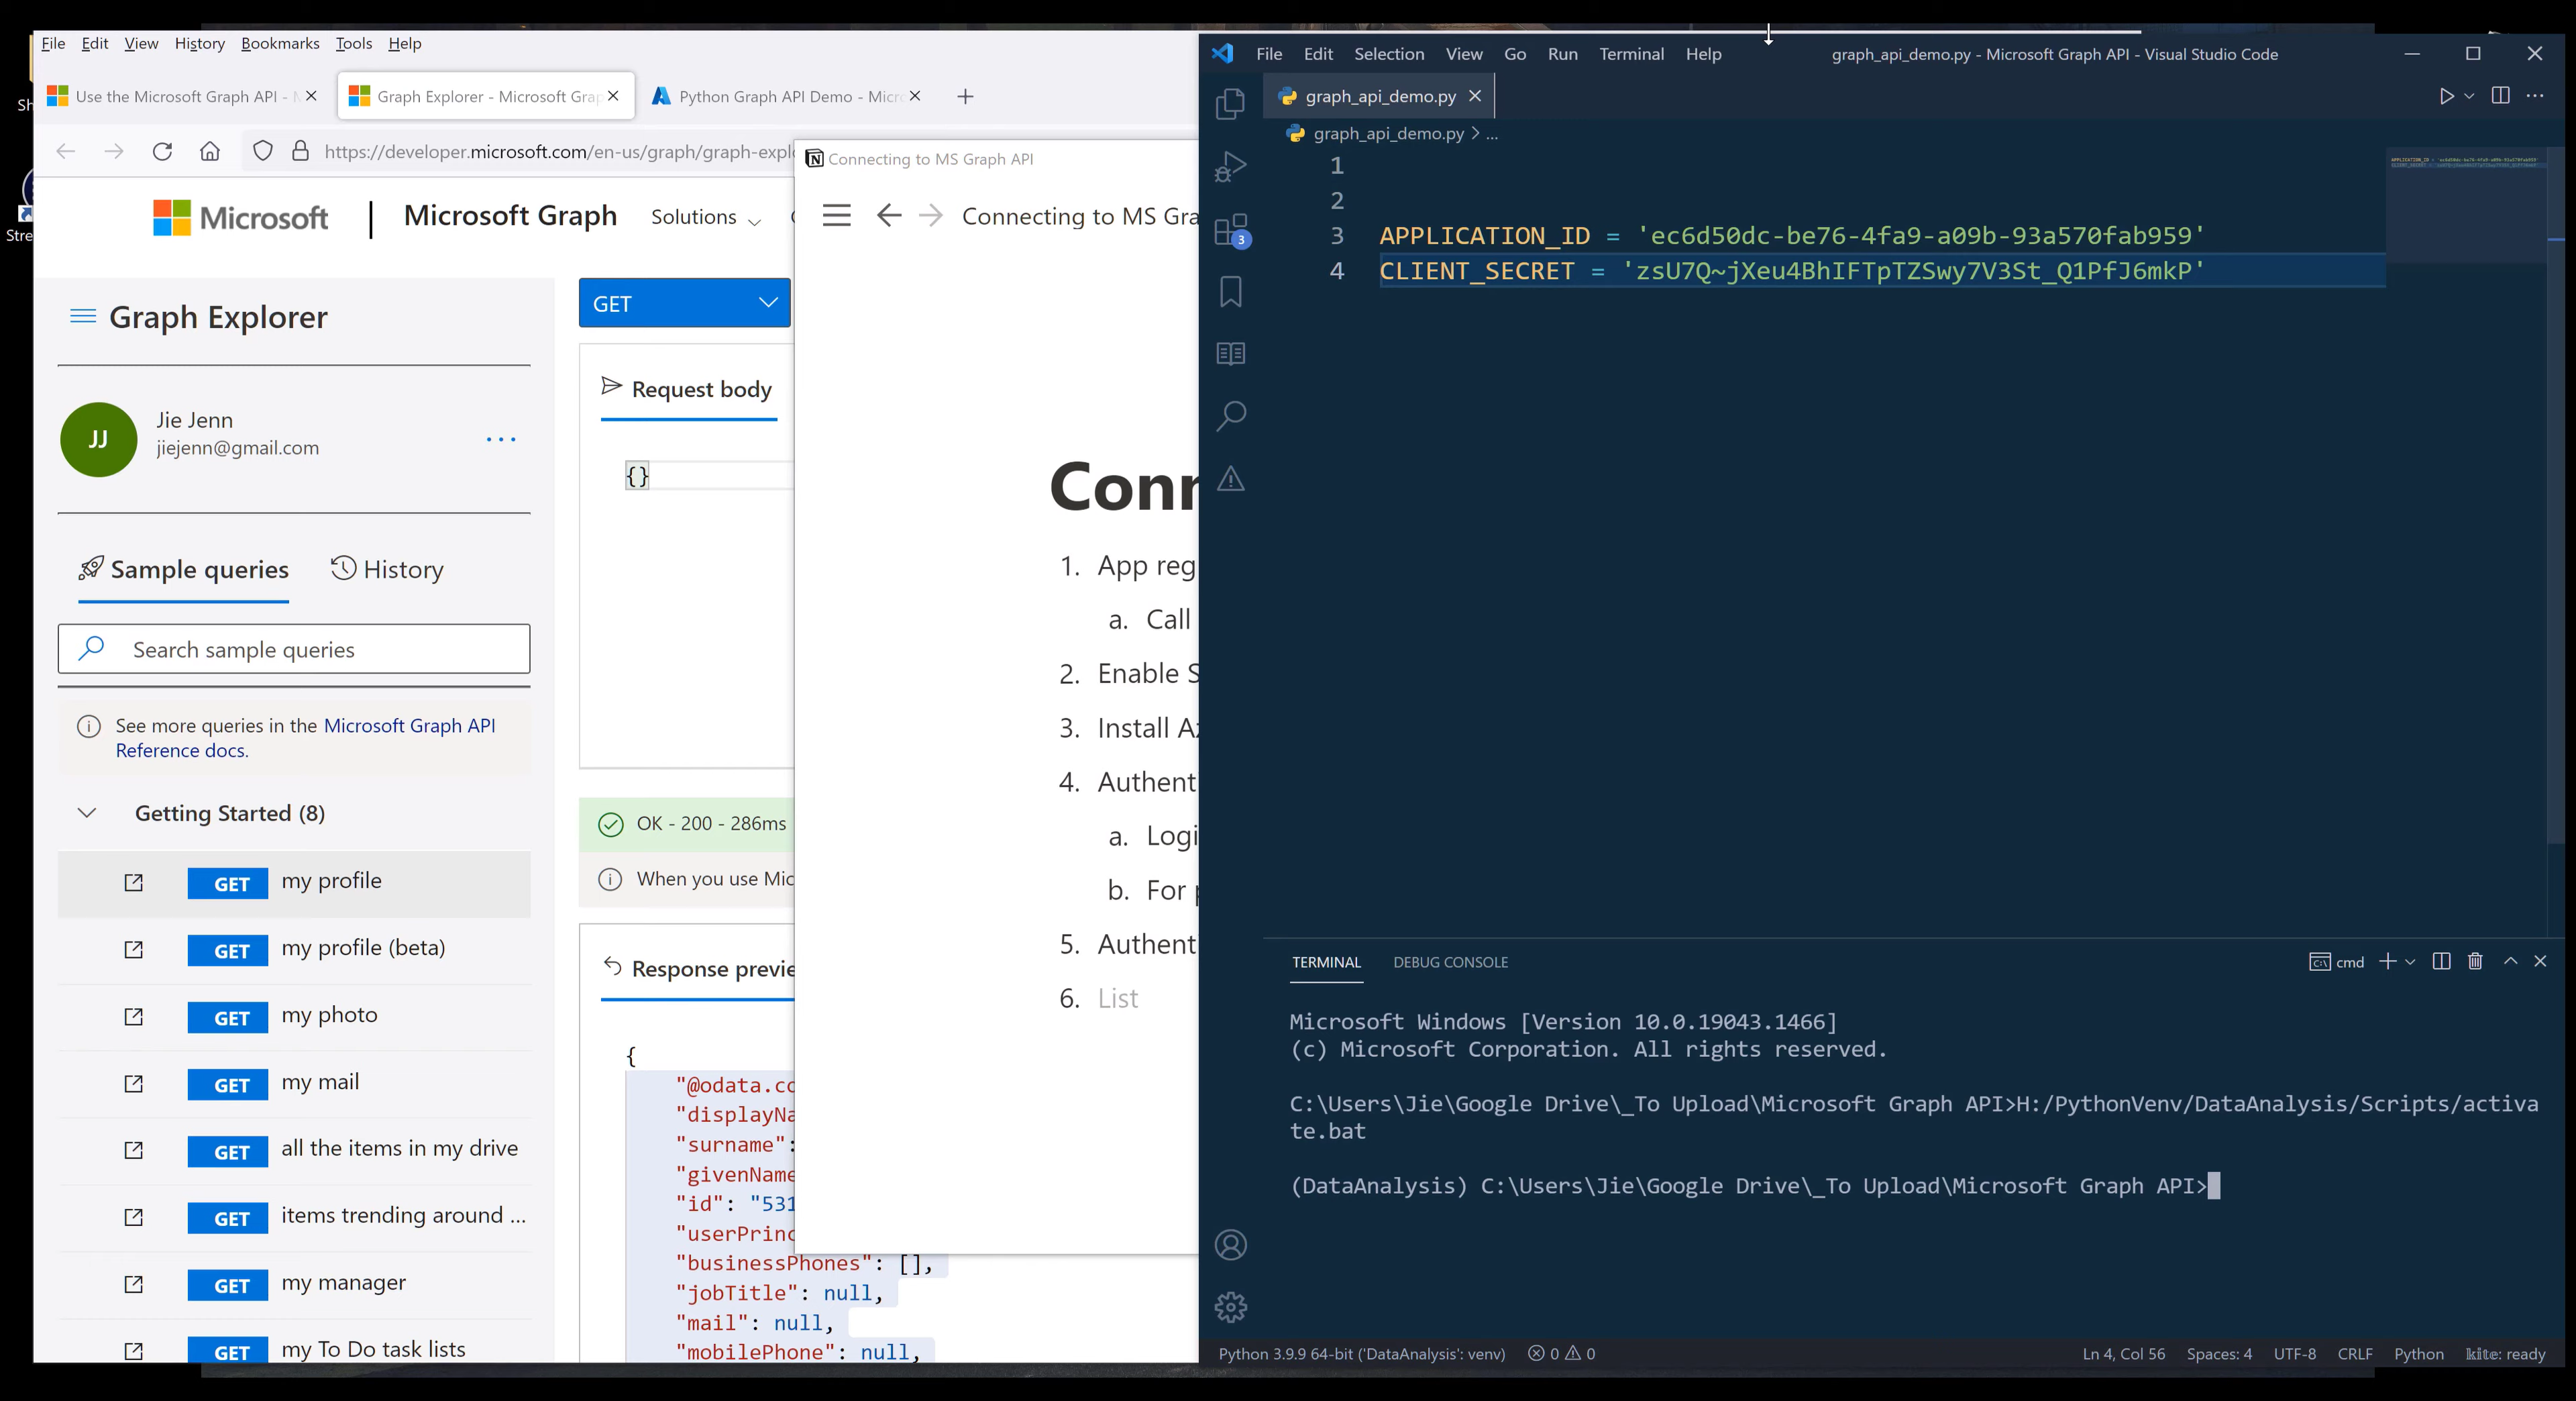 File Edit View History Bookmarks Tools Help
Use the Microsoft Graph API - 
Graph Explorer - Microsoft Gra
Python Graph API Demo - Micr
https://developer.microsoft.com/en-us/graph/graph-expl
Microsoft
Microsoft Graph
Solutions
Graph Explorer
JJ
Jie Jenn
jiejenn@gmail.com
Sample queries
History
Search sample queries
See more queries in the Microsoft Graph API
Reference docs.
Getting Started (8)
GET my profile
GET my profile (beta)
GET my photo
GET my mail
GET all the items in my drive
GET items trending around ...
GET my manager
GET my To Do task lists
GET
Request body
{}
OK - 200 - 286ms
When you use Mic
Response previe
{
"@odata.co
"displayNa
"surname":
"givenName
"id": "531
"userPrinc
"businessPhones": [],
"jobTitle": null,
"mail": null,
"mobilePhone": null,
Connecting to MS Graph API
Connecting to MS Gra
Conn
1. App reg
a. Call
2. Enable S
3. Install Az
4. Authent
a. Logi
b. For p
5. Authent
6. List
File Edit Selection View Go Run Terminal Help
graph_api_demo.py - Microsoft Graph API - Visual Studio Code
graph_api_demo.py
graph_api_demo.py > ...
3
1
2
3 APPLICATION_ID = 'ec6d50dc-be76-4fa9-a09b-93a570fab959'
4 CLIENT_SECRET = 'zsU7Q~jXeu4BhIFTpTZSwy7V3St_Q1PfJ6mkP'
TERMINAL DEBUG CONSOLE
cmd
Microsoft Windows [Version 10.0.19043.1466]
(c) Microsoft Corporation. All rights reserved.
C:\Users\Jie\Google Drive\_To Upload\Microsoft Graph API>H:/PythonVenv/DataAnalysis/Scripts/activa
te.bat
(DataAnalysis) C:\Users\Jie\Google Drive\_To Upload\Microsoft Graph API>
Python 3.9.9 64-bit ('DataAnalysis': venv) 0 0
Ln 4, Col 56 Spaces: 4 UTF-8 CRLF Python kite: ready
Sh
Stre